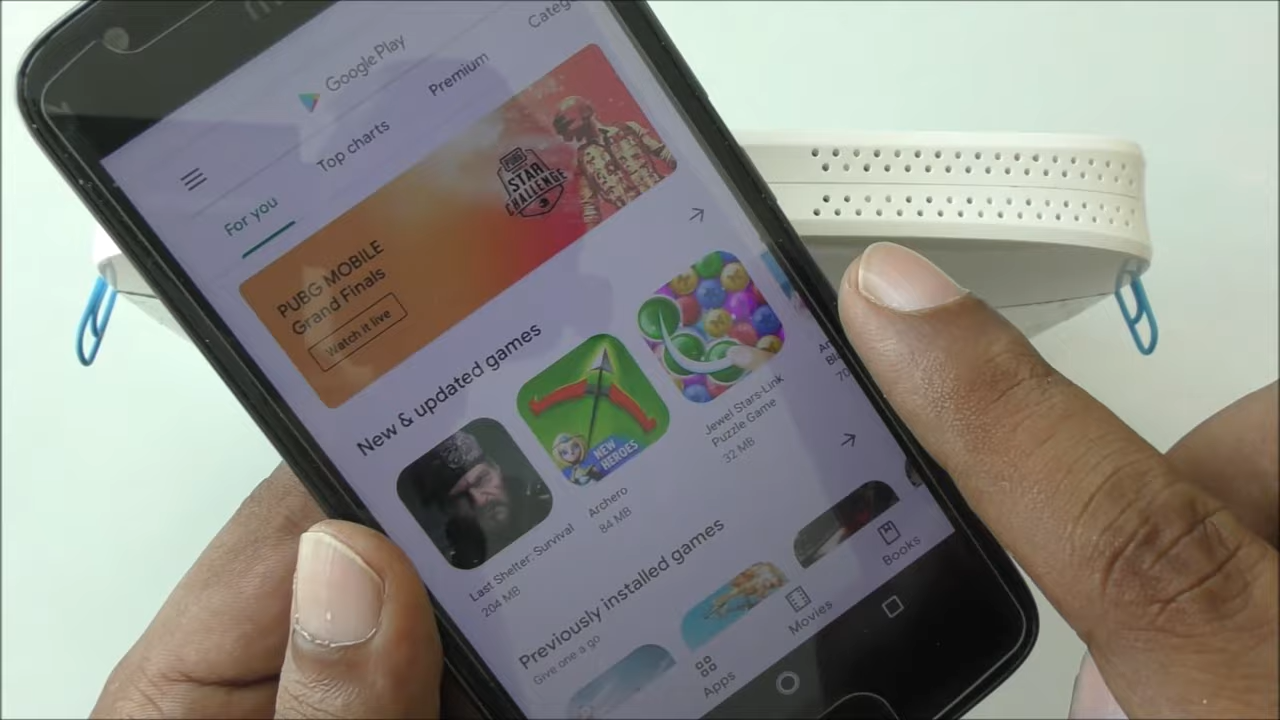 Google Play
For you
Top charts
Premium
PUBG MOBILE
Grand Finals
Watch it live
PUBG
STAR
CHALLENGE
New & updated games
Last Shelter: Survival
204 MB
NEW
HEROES
Archero
84 MB
Jewel Stars-Link
Puzzle Game
32 MB
Previously installed games
Give one a go
Apps
Movies
Books